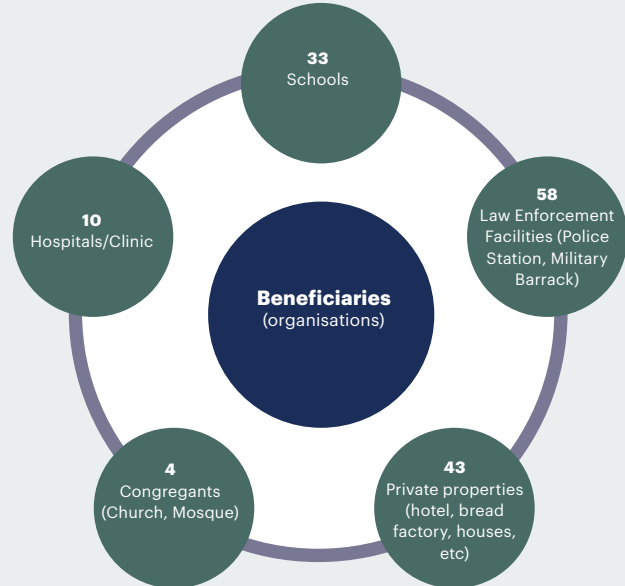 33
Schools
58
Law Enforcement
Facilities (Police
Station, Military
Barrack)
10
Hospitals/Clinic
Beneficiaries
(organisations)
4
Congregants
(Church, Mosque)
43
Private properties
(hotel, bread
factory, houses,
etc)